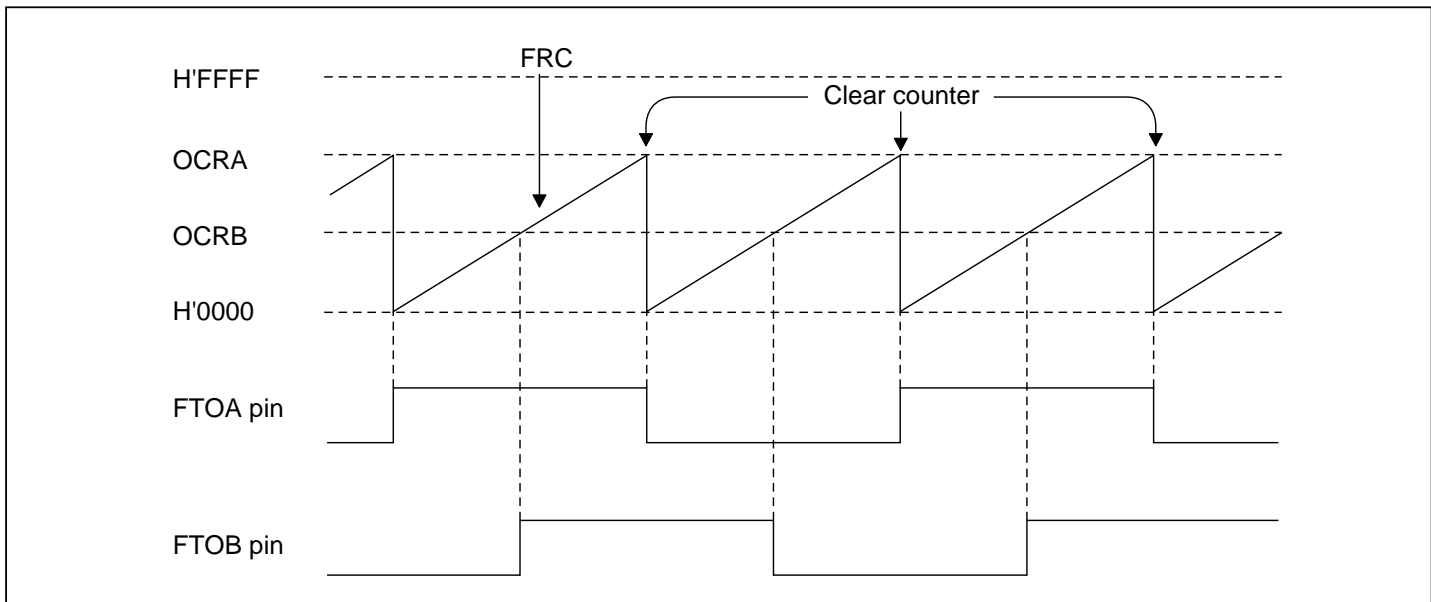 FRC
H'FFFF
Clear counter
OCRA
OCRB
H'0000
FTOA pin
FTOB pin